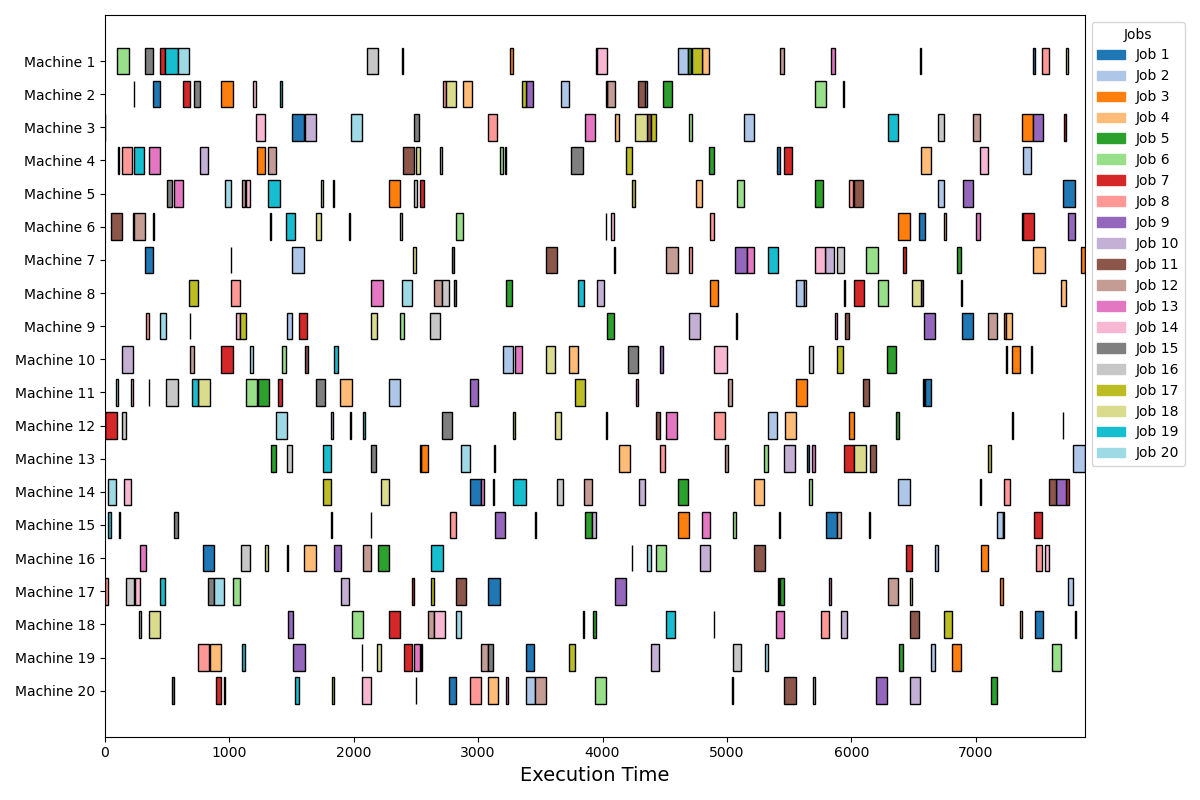 Machine 1
Machine 2
Machine 3
Machine 4
Machine 5
Machine 6
Machine 7
Machine 8
Machine 9
Machine 10
Machine 11
Machine 12
Machine 13
Machine 14
Machine 15
Machine 16
Machine 17
Machine 18
Machine 19
Machine 20
0 1000 2000 3000 4000 5000 6000 7000
Execution Time
Jobs
Job 1
Job 2
Job 3
Job 4
Job 5
Job 6
Job 7
Job 8
Job 9
Job 10
Job 11
Job 12
Job 13
Job 14
Job 15
Job 16
Job 17
Job 18
Job 19
Job 20